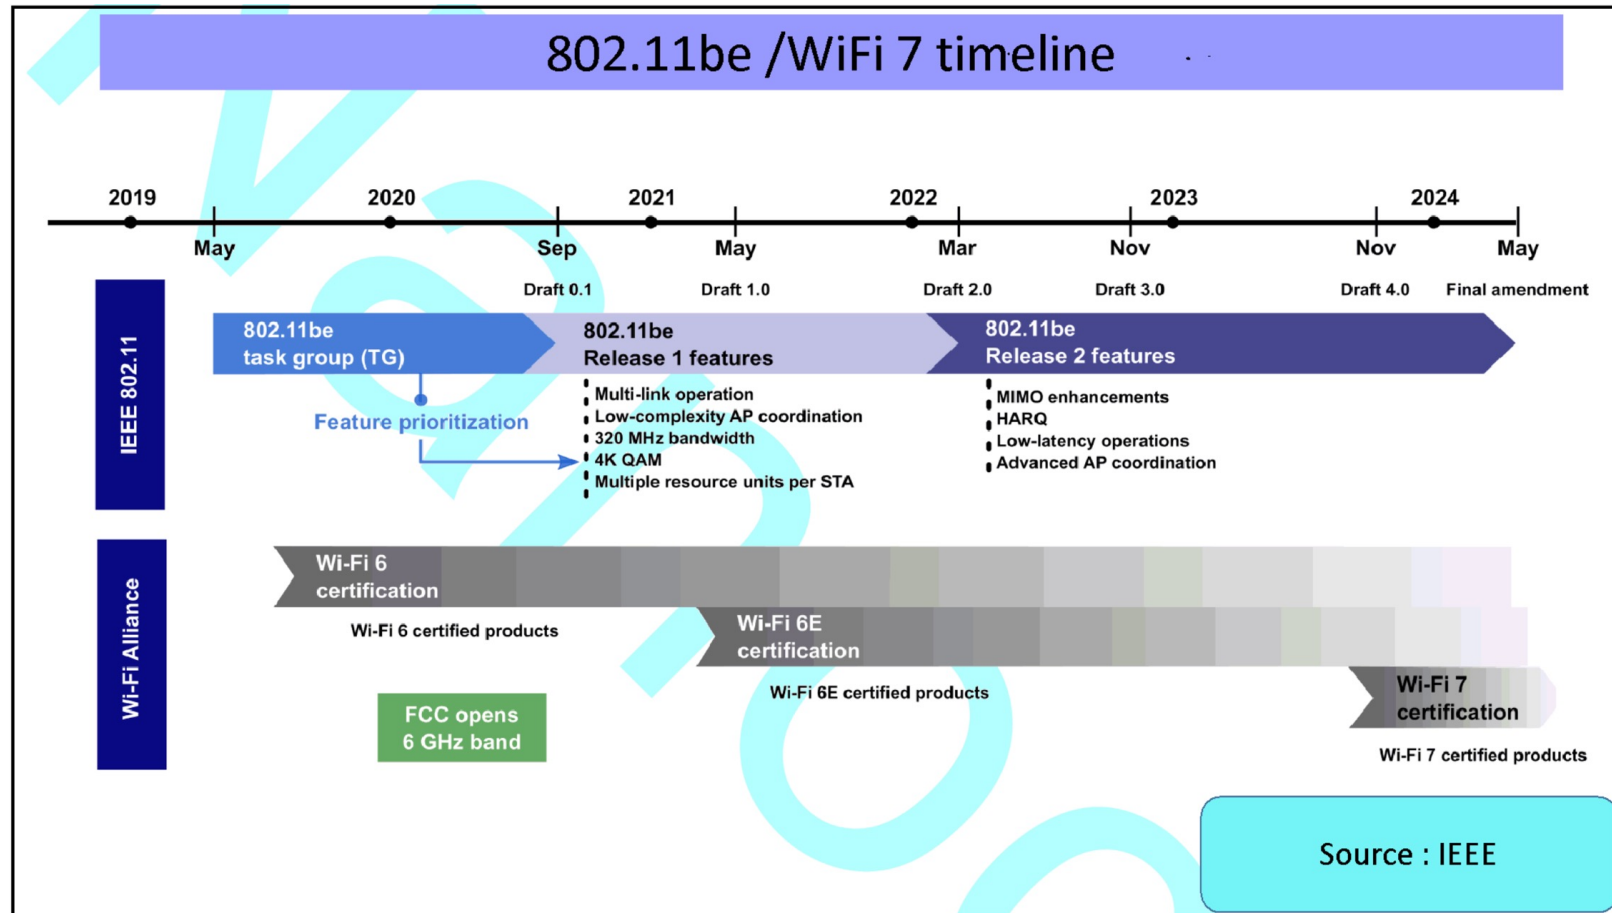 802.11be /WiFi 7 timeline
2019
2020
2021
2022
2023
2024
May
Sep
May
Mar
Nov
Nov
May
Draft 0.1
Draft 1.0
Draft 2.0
Draft 3.0
Draft 4.0
Final amendment
IEEE 802.11
802.11be
task group (TG)
802.11be
Release 1 features
802.11be
Release 2 features
Feature prioritization
Multi-link operation
Low-complexity AP coordination
320 MHz bandwidth
4K QAM
Multiple resource units per STA
MIMO enhancements
HARQ
Low-latency operations
Advanced AP coordination
Wi-Fi Alliance
Wi-Fi 6
certification
Wi-Fi 6 certified products
Wi-Fi 6E
certification
Wi-Fi 6E certified products
Wi-Fi 7
certification
Wi-Fi 7 certified products
FCC opens
6 GHz band
Source : IEEE